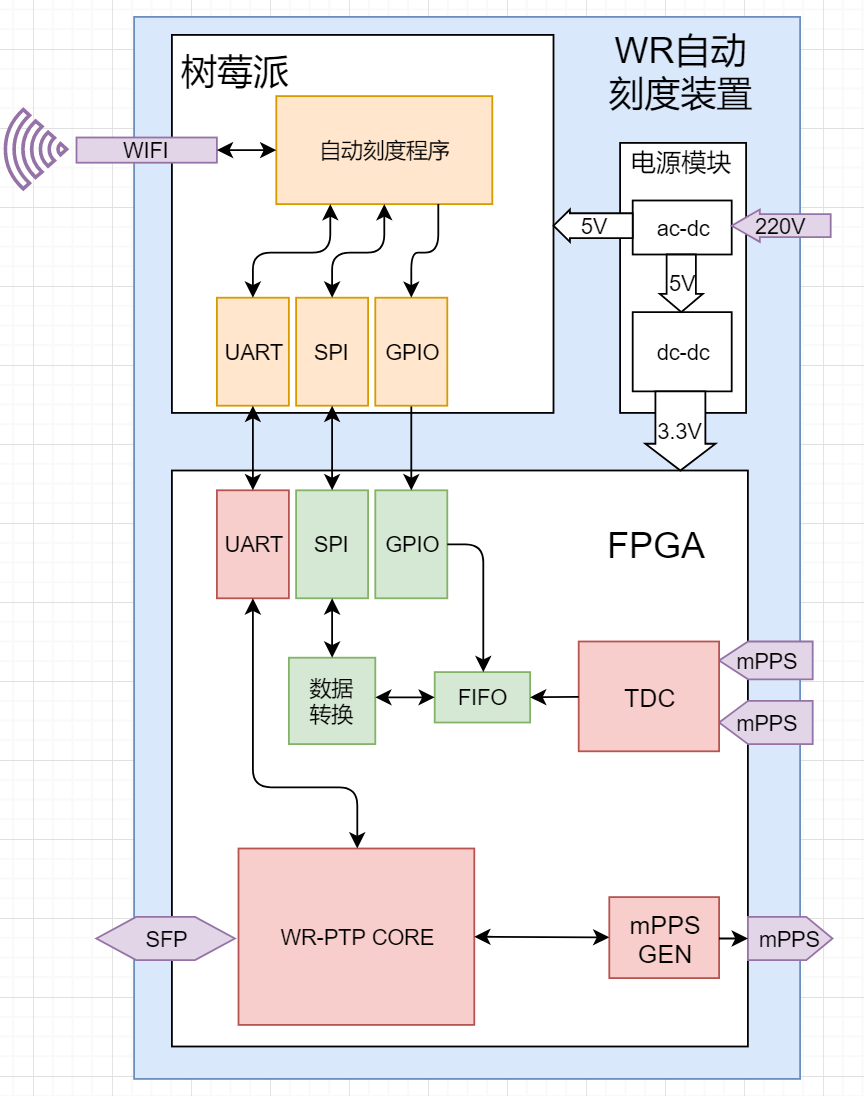 WR自动
刻度装置
树莓派
WIFI
自动刻度程序
电源模块
5V
ac-dc
220V
5V
dc-dc
UART
SPI
GPIO
3.3V
UART
SPI
GPIO
FPGA
数据
转换
FIFO
TDC
mPPS
mPPS
SFP
WR-PTP CORE
mPPS
GEN
mPPS